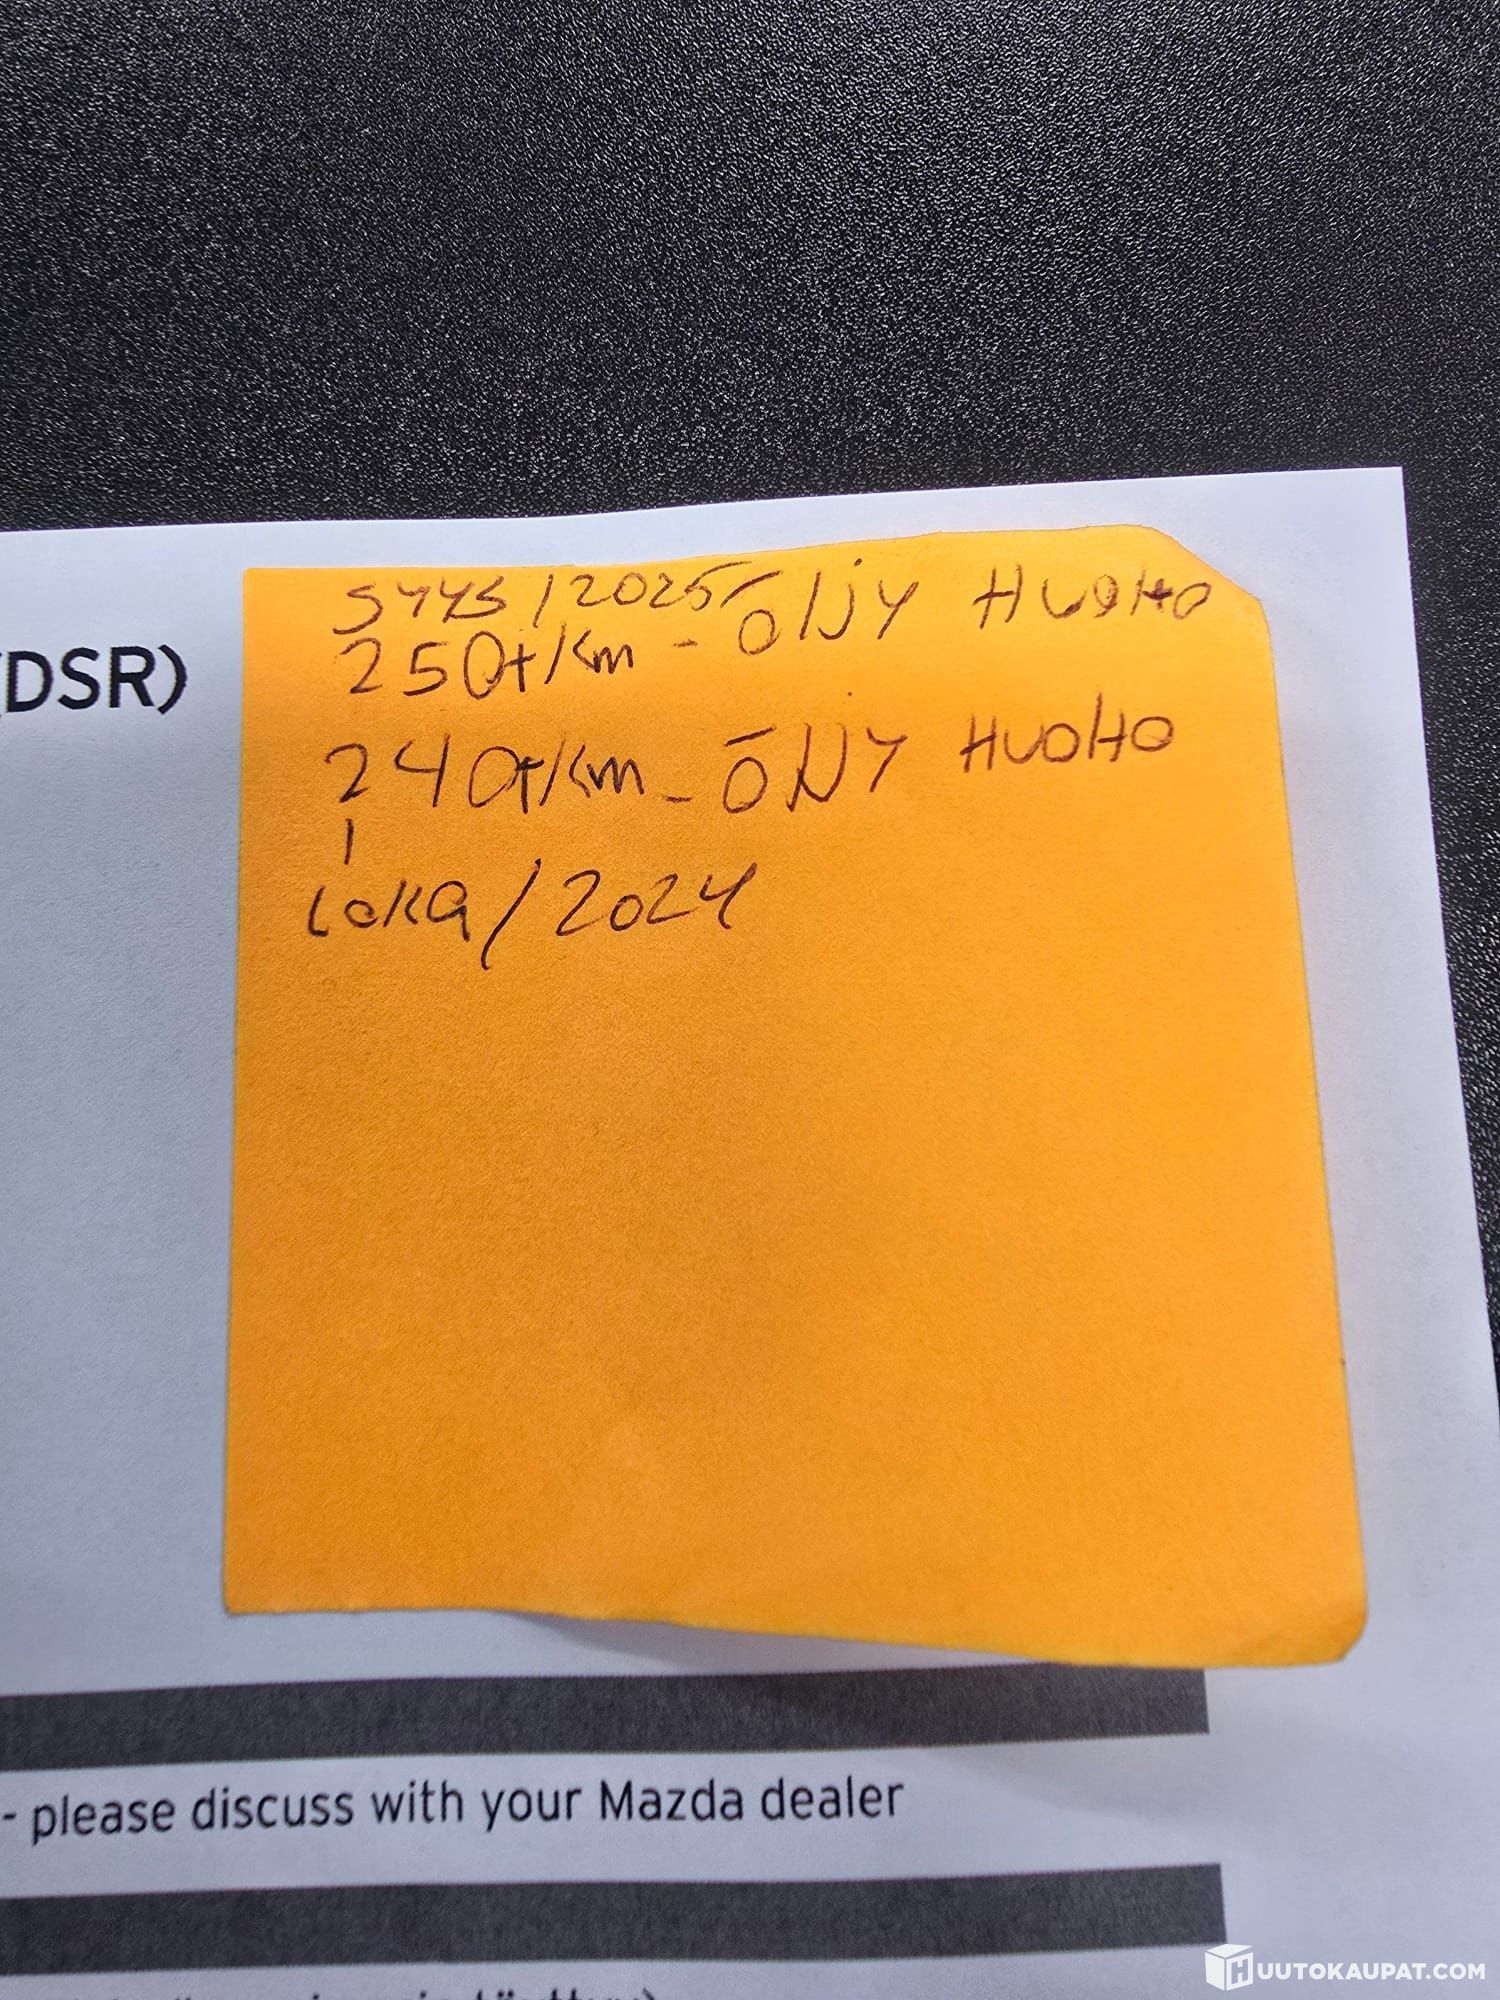 SYYS/2025
250t/Km - ÖljY HUOltO
240t/Km - ÖljY HUOltO
loka/2024
(DSR)
- please discuss with your Mazda dealer
HUUTOKAUPAT.COM